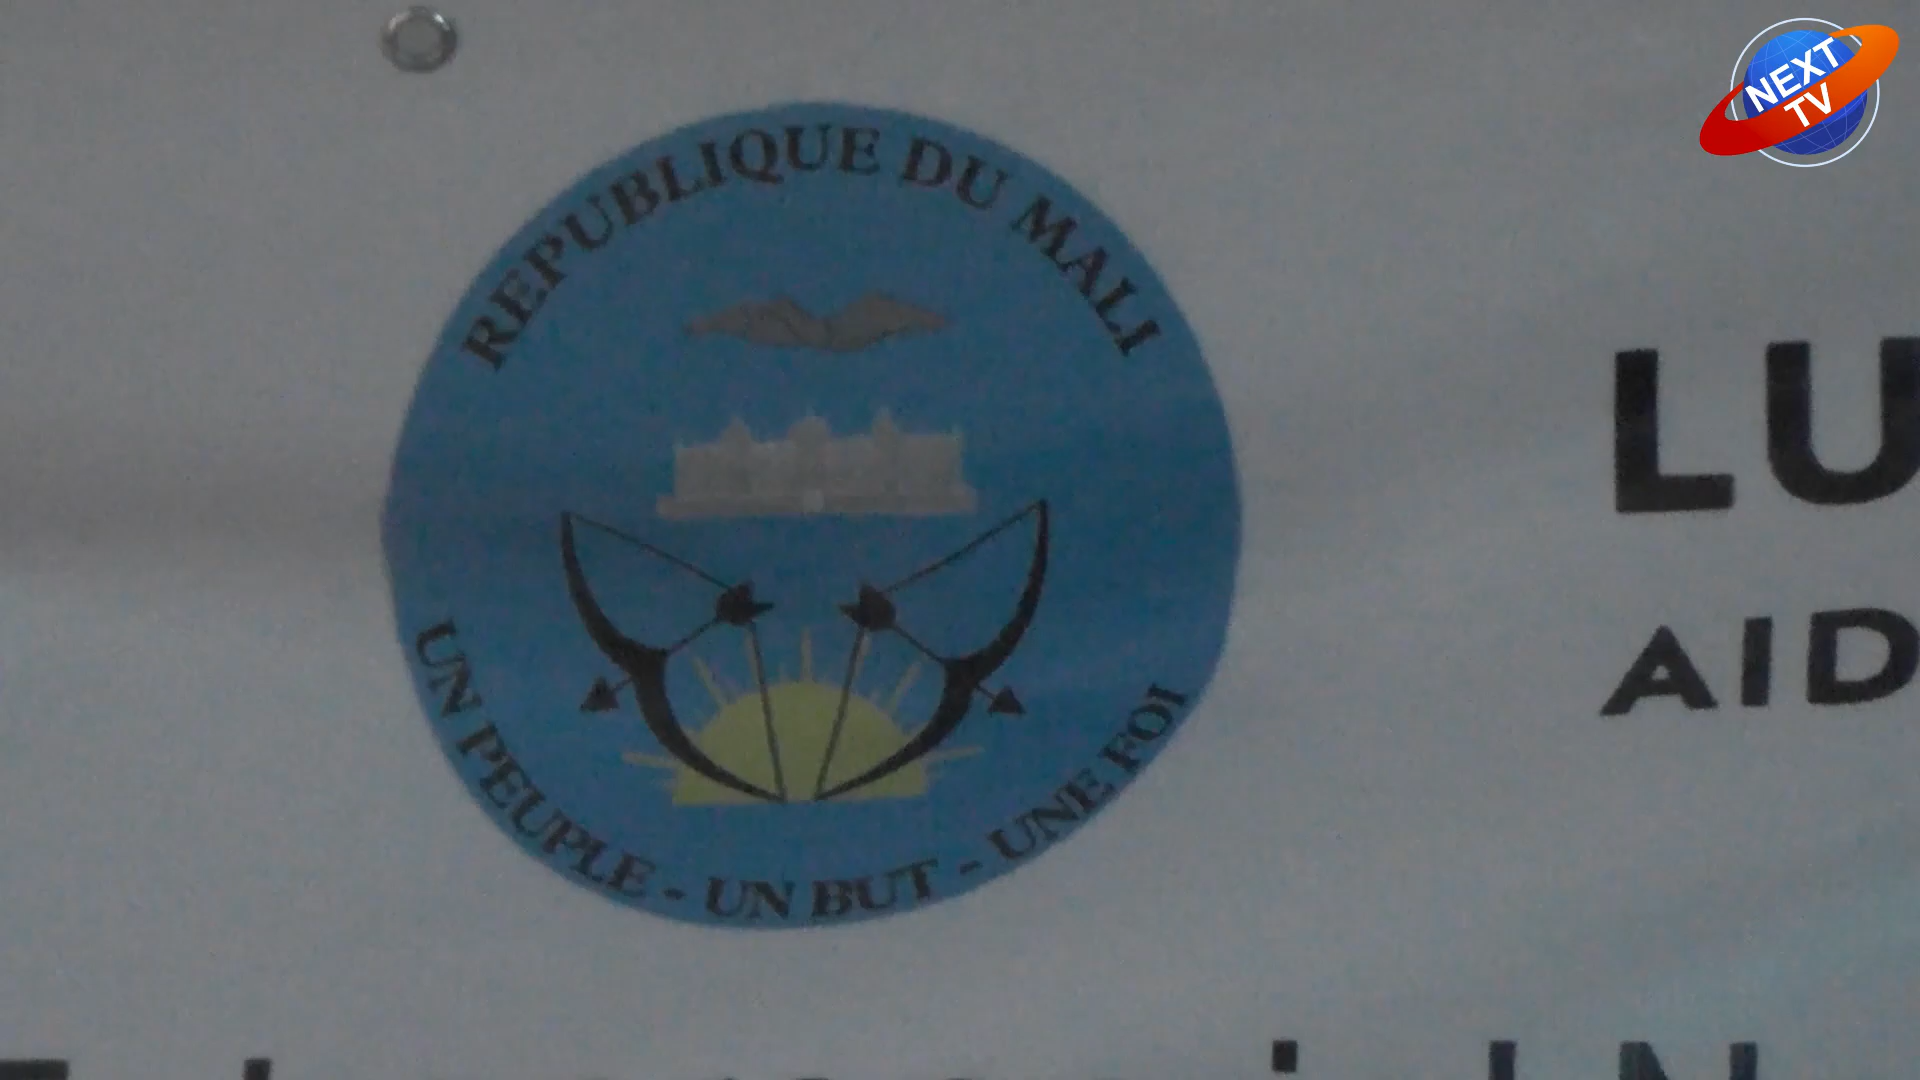 NEXT
TV
REPUBLIQUE DU MALI
UN PEUPLE - UN BUT - UNE FOI
LU
AID